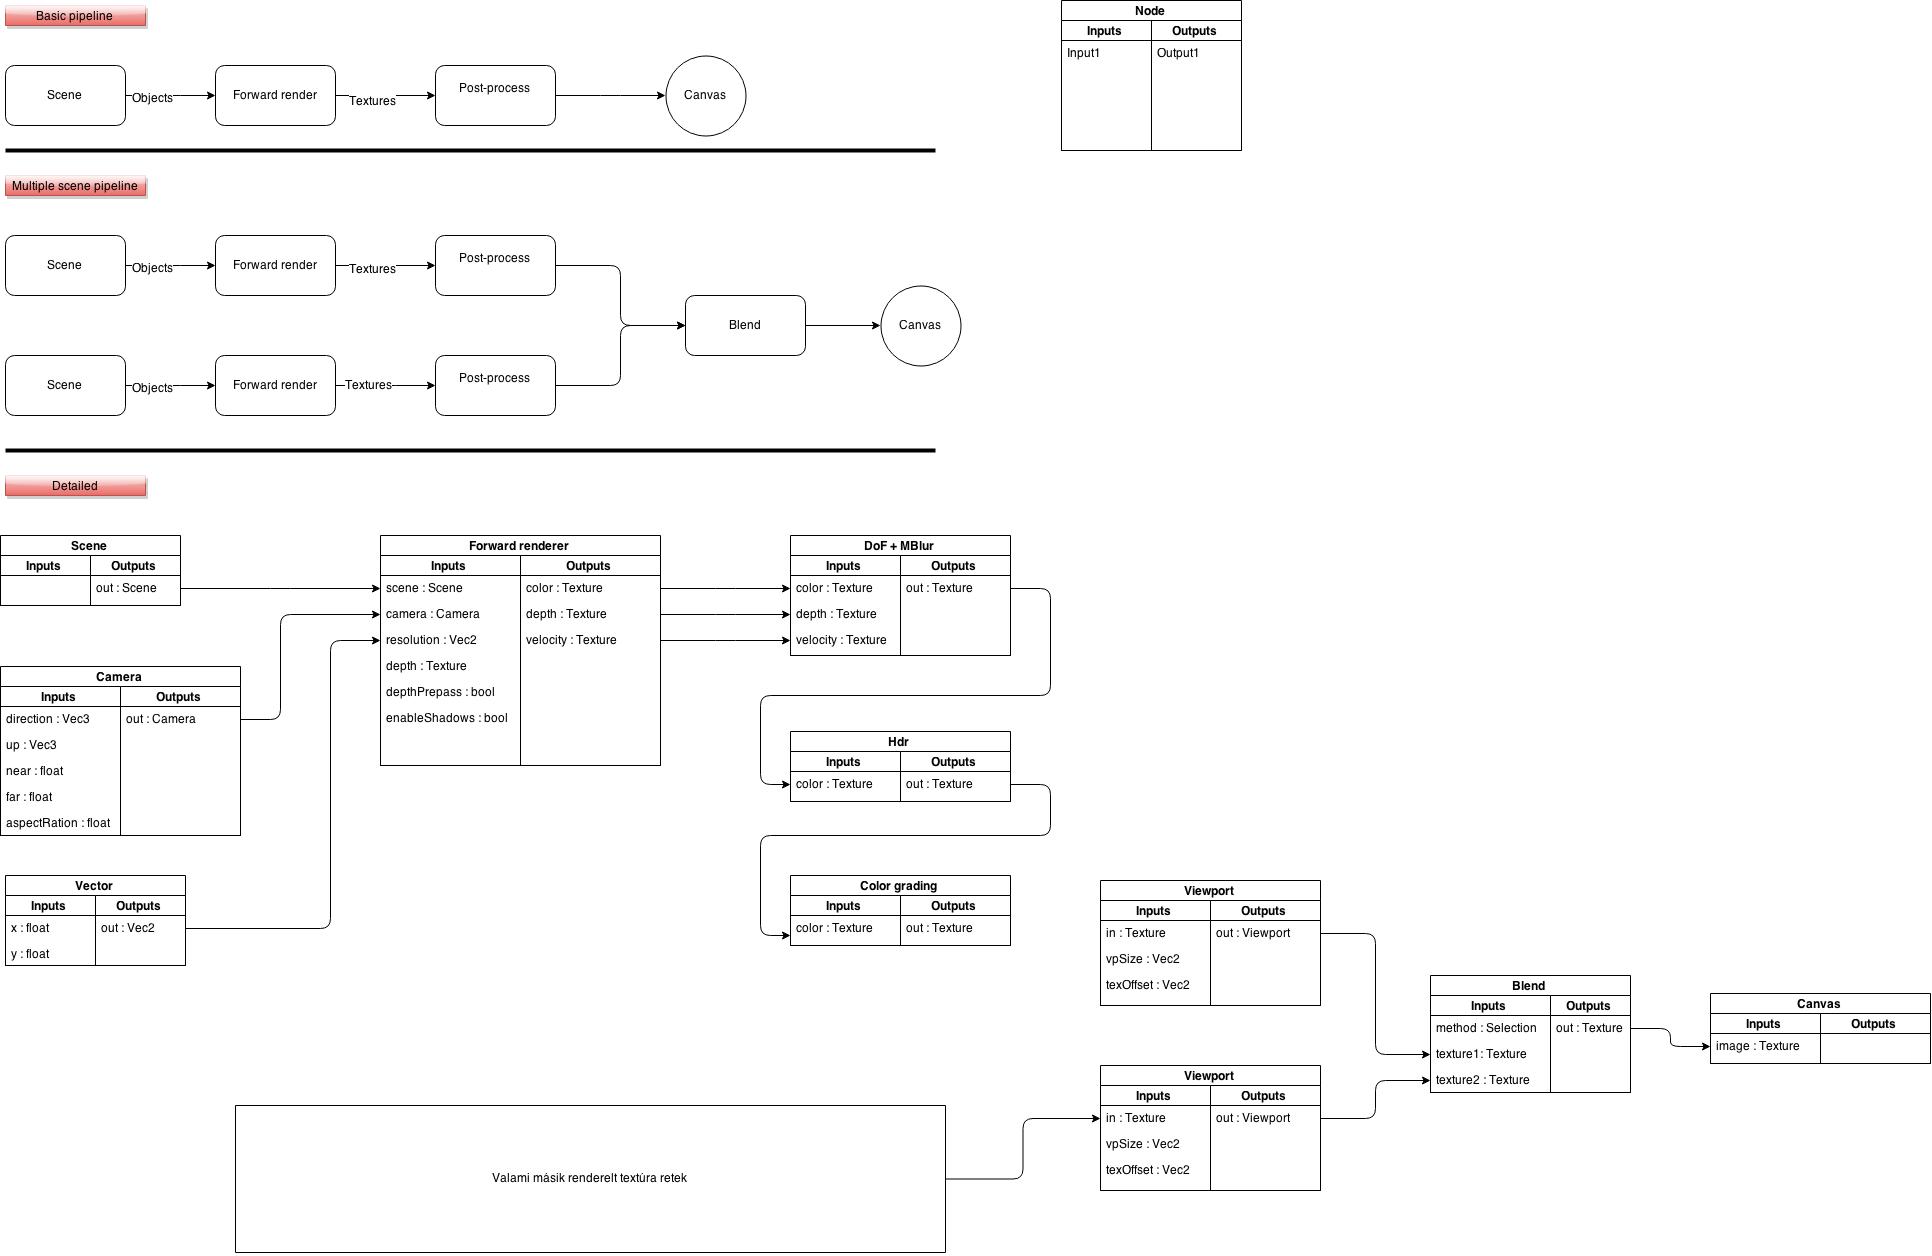 Basic pipeline
Scene
Objects
Forward render
Textures
Post-process
Canvas
Node
Inputs
Outputs
Input1
Output1
Multiple scene pipeline
Scene
Objects
Forward render
Textures
Post-process
Blend
Canvas
Scene
Objects
Forward render
Textures
Post-process
Detailed
Scene
Inputs
Outputs
out : Scene
Camera
Inputs
Outputs
direction : Vec3
out : Camera
up : Vec3
near : float
far : float
aspectRation : float
Vector
Inputs
Outputs
x : float
out : Vec2
y : float
Forward renderer
Inputs
Outputs
scene : Scene
color : Texture
camera : Camera
depth : Texture
resolution : Vec2
velocity : Texture
depth : Texture
depthPrepass : bool
enableShadows : bool
DoF + MBlur
Inputs
Outputs
color : Texture
out : Texture
depth : Texture
velocity : Texture
Hdr
Inputs
Outputs
color : Texture
out : Texture
Color grading
Inputs
Outputs
color : Texture
out : Texture
Viewport
Inputs
Outputs
in : Texture
out : Viewport
vpSize : Vec2
texOffset : Vec2
Valami másik renderelt textúra retek
Viewport
Inputs
Outputs
in : Texture
out : Viewport
vpSize : Vec2
texOffset : Vec2
Blend
Inputs
Outputs
method : Selection
out : Texture
texture1: Texture
texture2 : Texture
Canvas
Inputs
Outputs
image : Texture